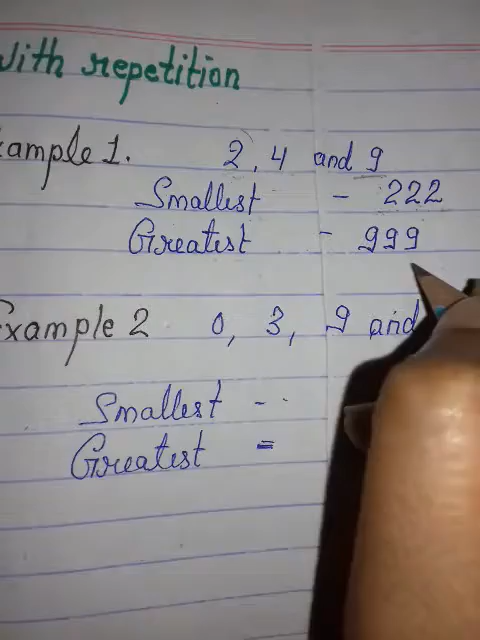 With repetition
Example 1. 2, 4 and 9
Smallest - 222
Greatest - 999
Example 2 0, 3, 9 and
Smallest -
Greatest =